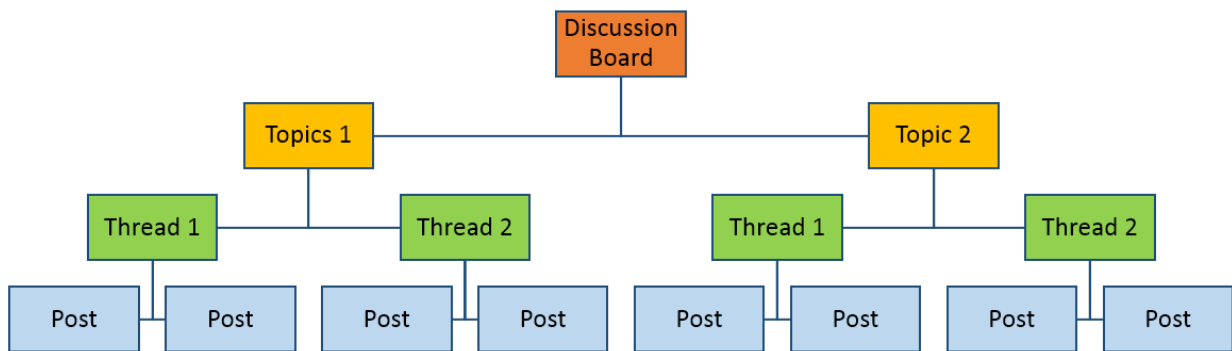 Discussion
Board
Topics 1
Topic 2
Thread 1
Thread 2
Thread 1
Thread 2
Post
Post
Post
Post
Post
Post
Post
Post